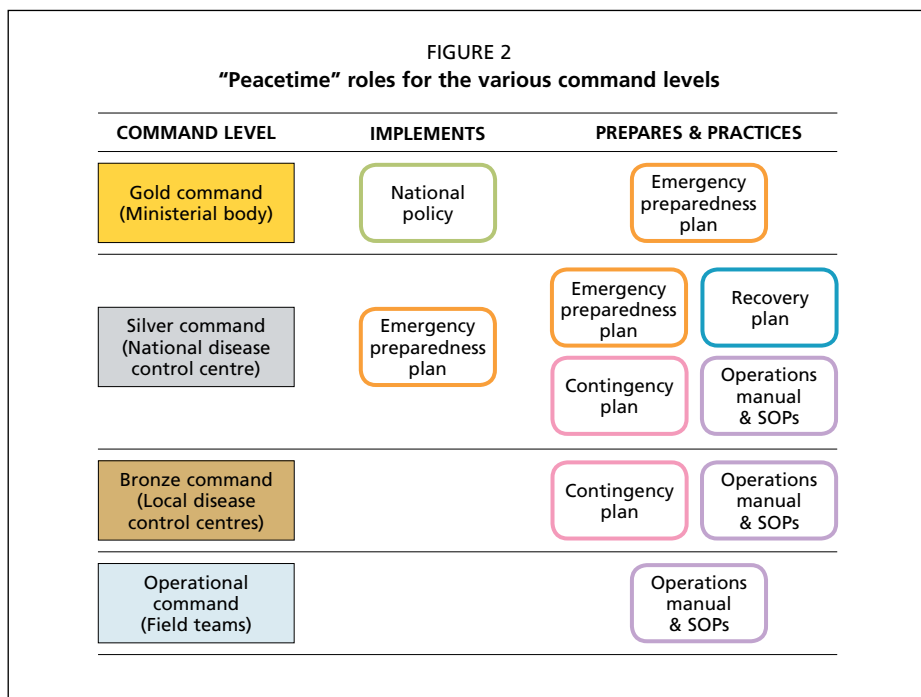 FIGURE 2
“Peacetime” roles for the various command levels
COMMAND LEVEL IMPLEMENTS PREPARES & PRACTICES
Gold command
(Ministerial body)
National
policy
Emergency
preparedness
plan
Silver command
(National disease
control centre)
Emergency
preparedness
plan
Emergency
preparedness
plan
Recovery
plan
Contingency
plan
Operations
manual
& SOPs
Bronze command
(Local disease
control centres)
Contingency
plan
Operations
manual
& SOPs
Operational
command
(Field teams)
Operations
manual
& SOPs